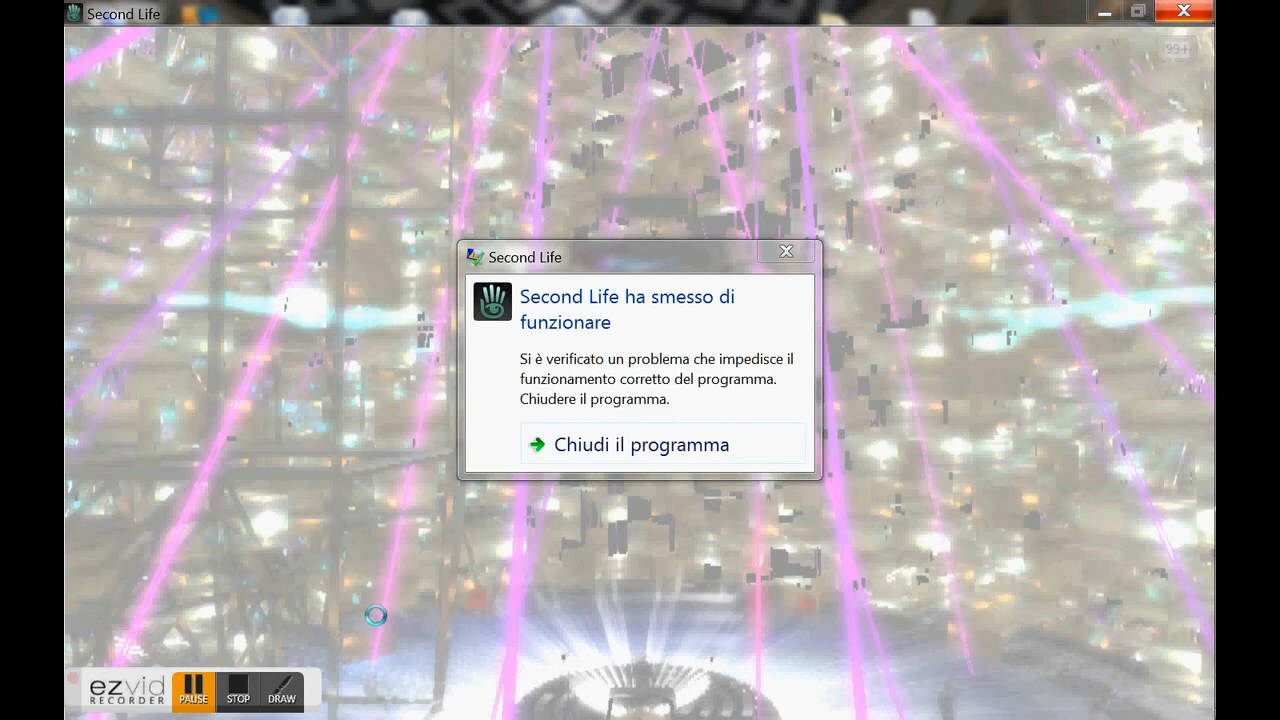 Second Life
99+
Second Life
Second Life ha smesso di
funzionare
Si è verificato un problema che impedisce il
funzionamento corretto del programma.
Chiudere il programma.
Chiudi il programma
ezvid
RECORDER
PAUSE
STOP
DRAW